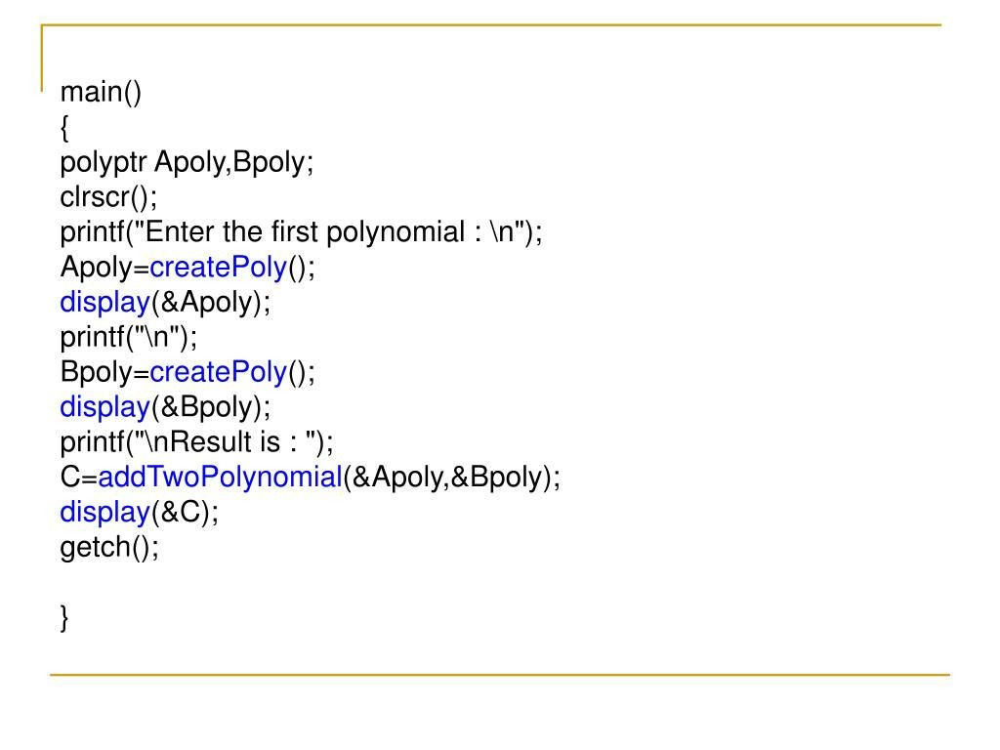 main()
{
polyptr Apoly,Bpoly;
clrscr();
printf("Enter the first polynomial : \n");
Apoly=createPoly();
display(&Apoly);
printf("\n");
Bpoly=createPoly();
display(&Bpoly);
printf("\nResult is : ");
C=addTwoPolynomial(&Apoly,&Bpoly);
display(&C);
getch();
}